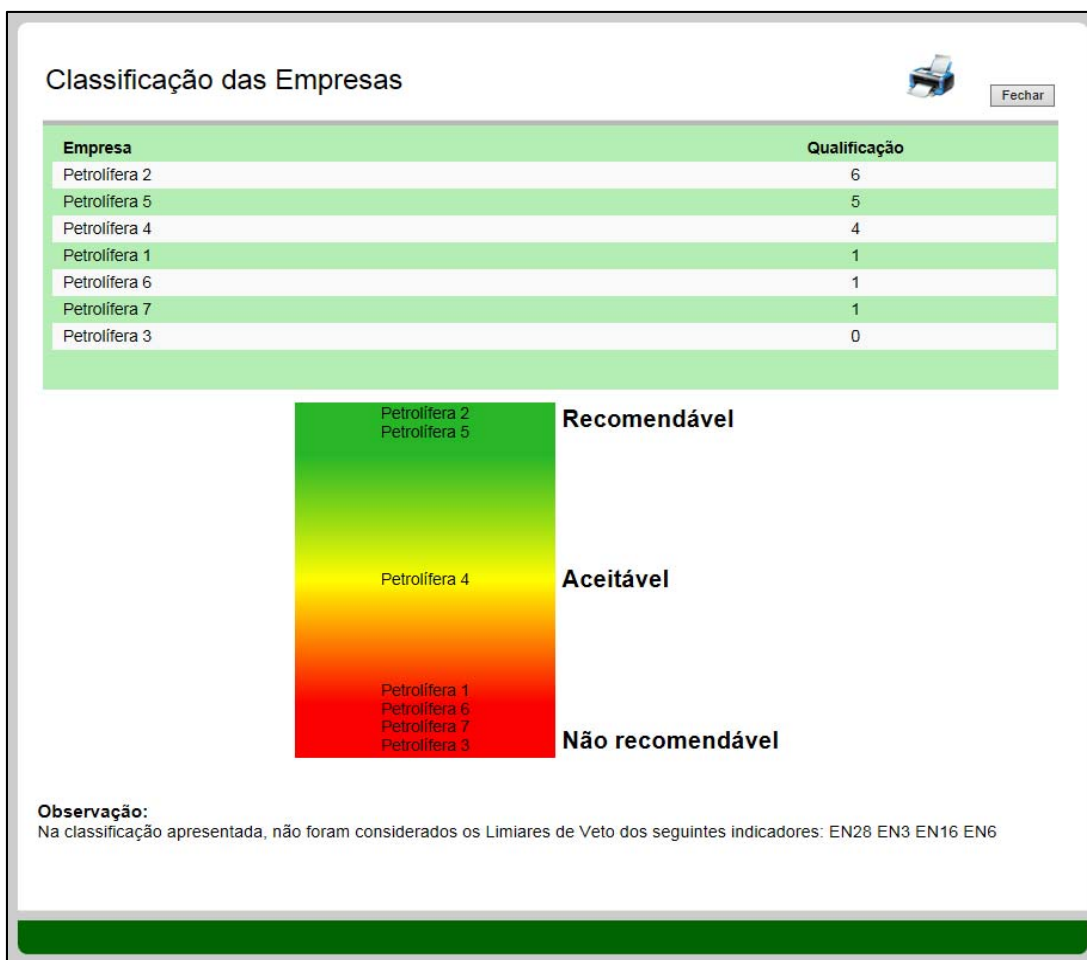 Classificação das Empresas
Fechar
Empresa Qualificação
Petrolífera 2 6
Petrolífera 5 5
Petrolífera 4 4
Petrolífera 1 1
Petrolífera 6 1
Petrolífera 7 1
Petrolífera 3 0
Petrolífera 2
Petrolífera 5
Recomendável
Petrolífera 4 Aceitável
Petrolífera 1
Petrolífera 6
Petrolífera 7
Petrolífera 3
Não recomendável
Observação:
Na classificação apresentada, não foram considerados os Limiares de Veto dos seguintes indicadores: EN28 EN3 EN16 EN6